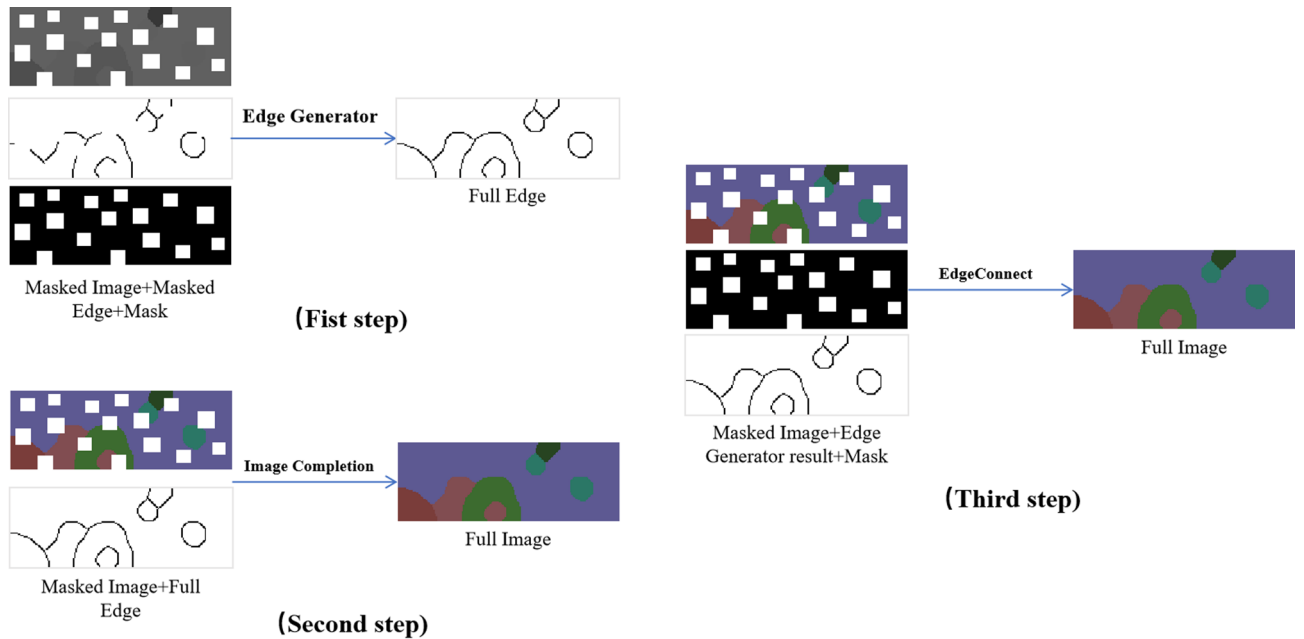 Edge Generator
Full Edge
Masked Image+Masked
Edge+Mask
(Fist step)
Image Completion
Full Image
Masked Image+Full
Edge
(Second step)
EdgeConnect
Full Image
Masked Image+Edge
Generator result+Mask
(Third step)